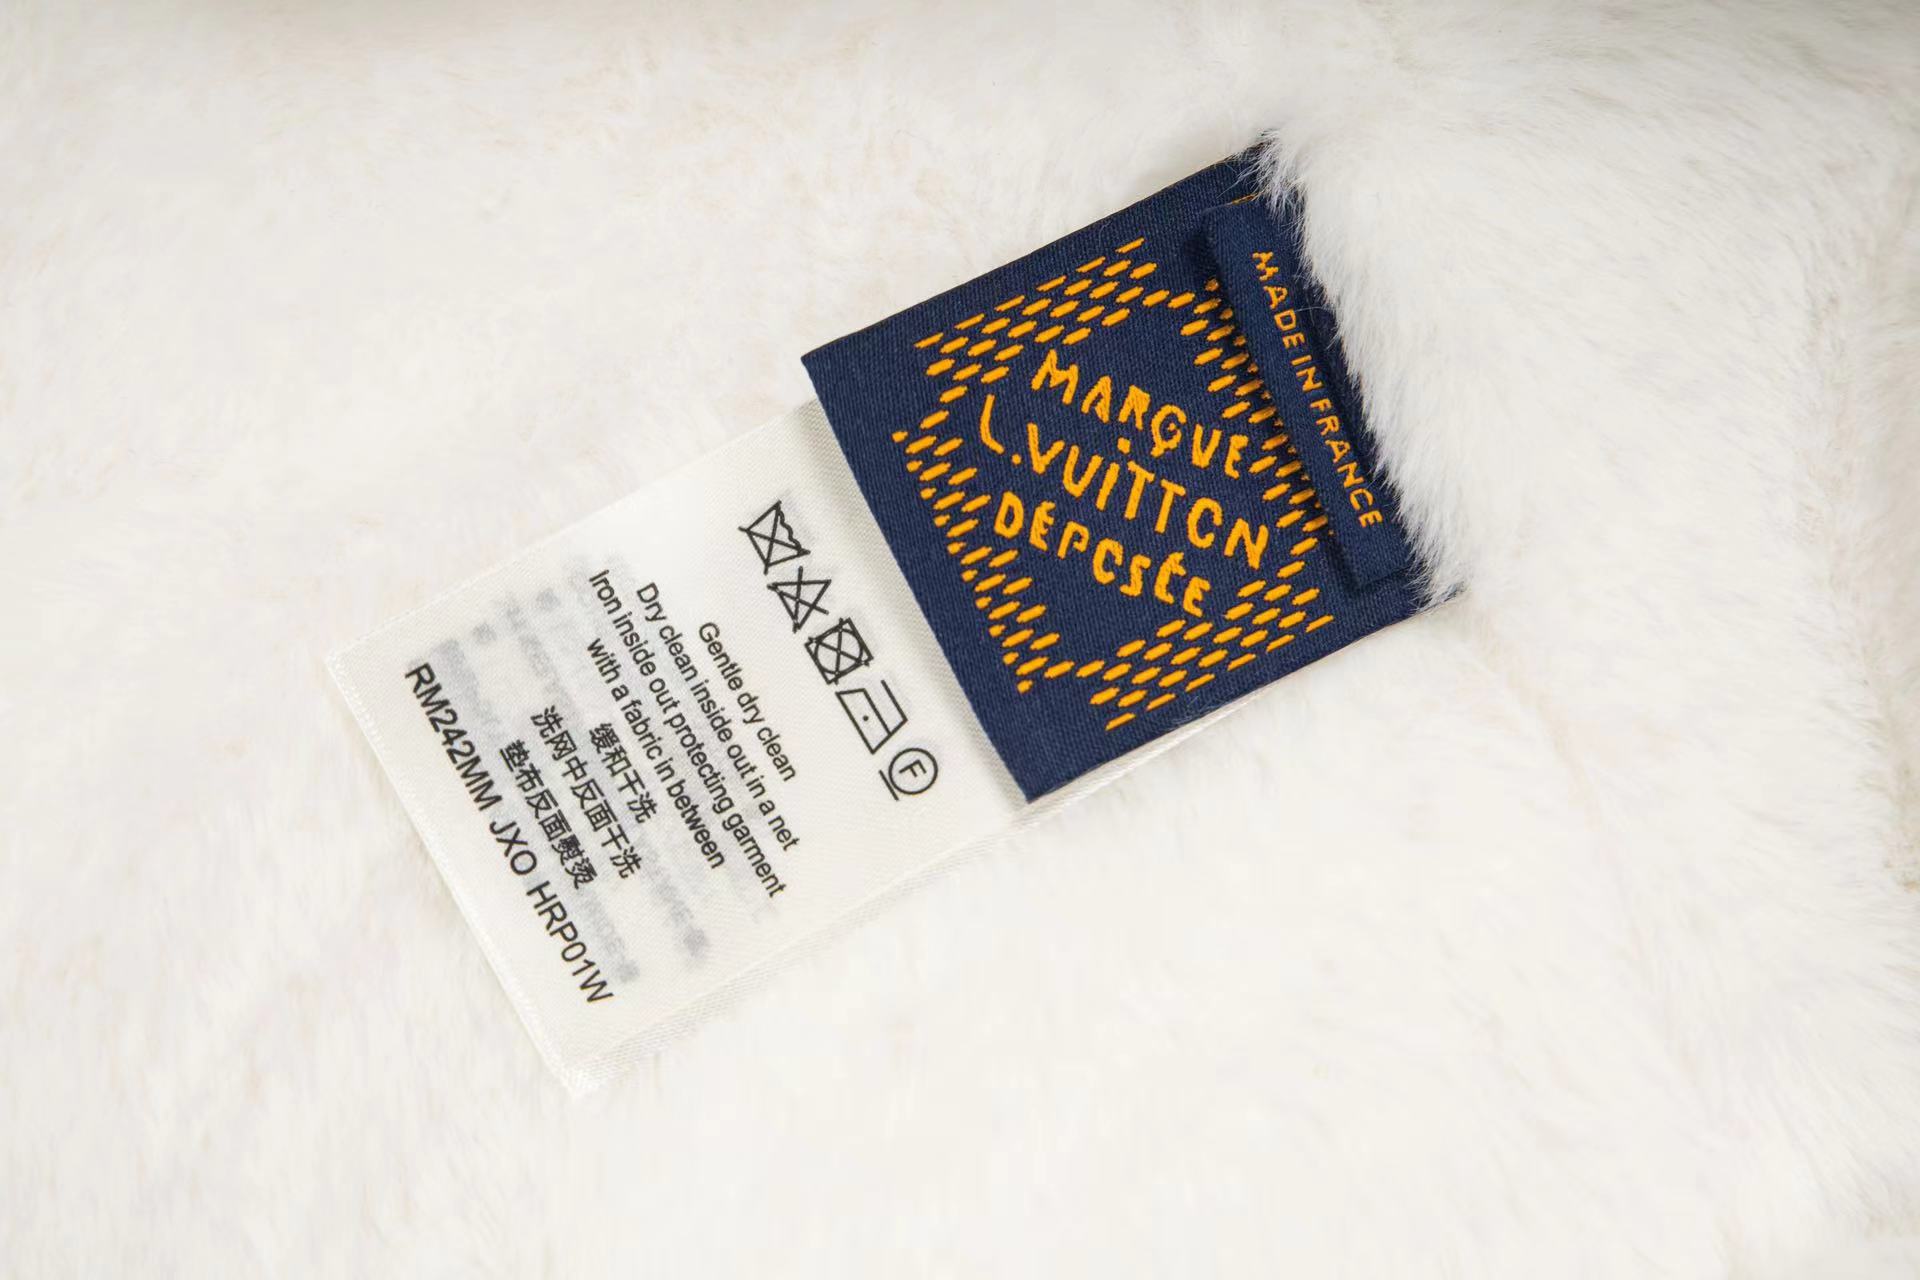 MARQUE
L.VUITTON
DÉPOSÉE
MADE IN FRANCE
F
Gentle dry clean
Dry clean inside out in a net
Iron inside out protecting garment
with a fabric in between
缓和干洗
洗网中反面干洗
垫布反面熨烫
RM242MM JXO HRP01W